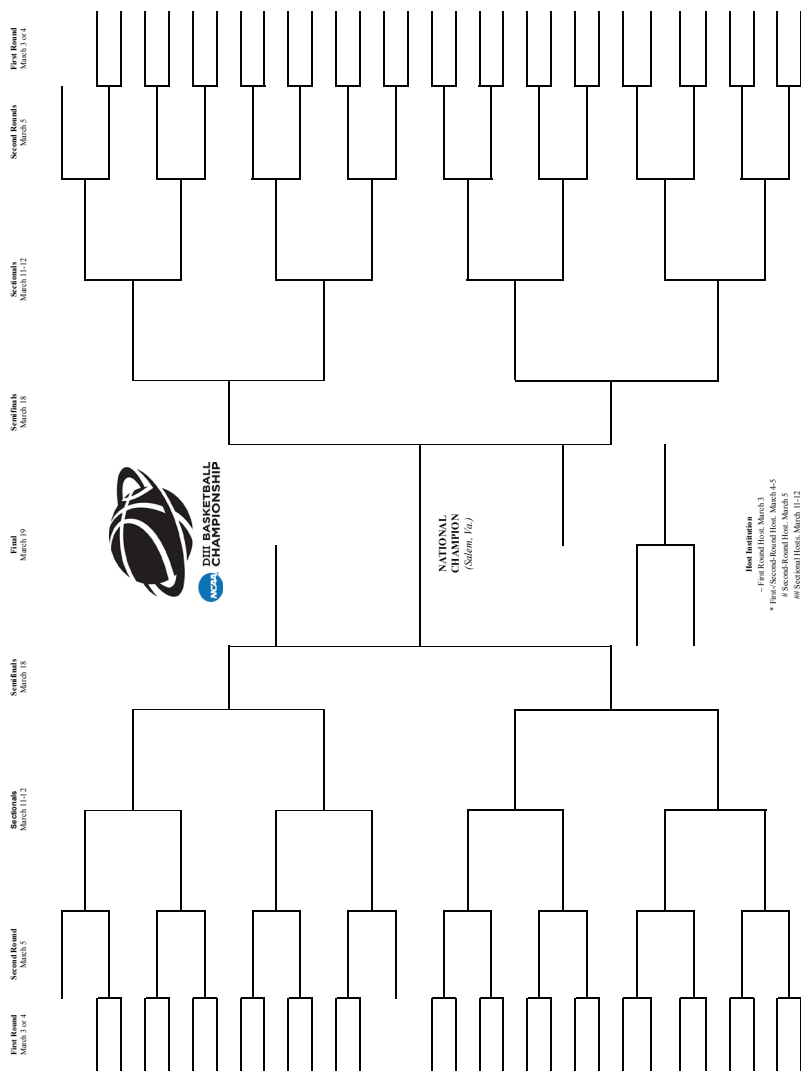 First Round
March 3 or 4
Second Round
March 5
Sectionals
March 11-12
Semifinals
March 18
Final
March 19
Semifinals
March 18
Sectionals
March 11-12
Second Rounds
March 5
First Round
March 3 or 4
NCAA
DIII BASKETBALL
CHAMPIONSHIP
NATIONAL
CHAMPION
(Salem, Va.)
Host Institution
~ First Round Host, March 3
* First-/Second-Round Host. March 4-5
# Second-Round Host, March 5
## Sectional Hosts, March 11-12